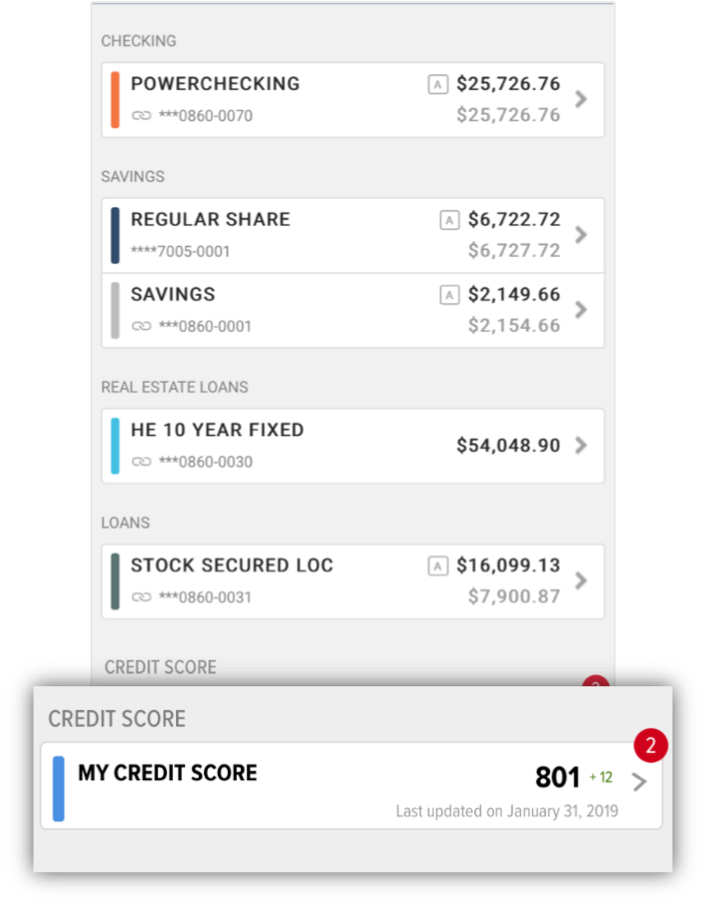 CHECKING
POWERCHECKING A $25,726.76
***0860-0070 $25,726.76
SAVINGS
REGULAR SHARE A $6,722.72
****7005-0001 $6,727.72
SAVINGS A $2,149.66
***0860-0001 $2,154.66
REAL ESTATE LOANS
HE 10 YEAR FIXED $54,048.90
***0860-0030
LOANS
STOCK SECURED LOC A $16,099.13
***0860-0031 $7,900.87
CREDIT SCORE
CREDIT SCORE
2
MY CREDIT SCORE 801 + 12
Last updated on January 31, 2019